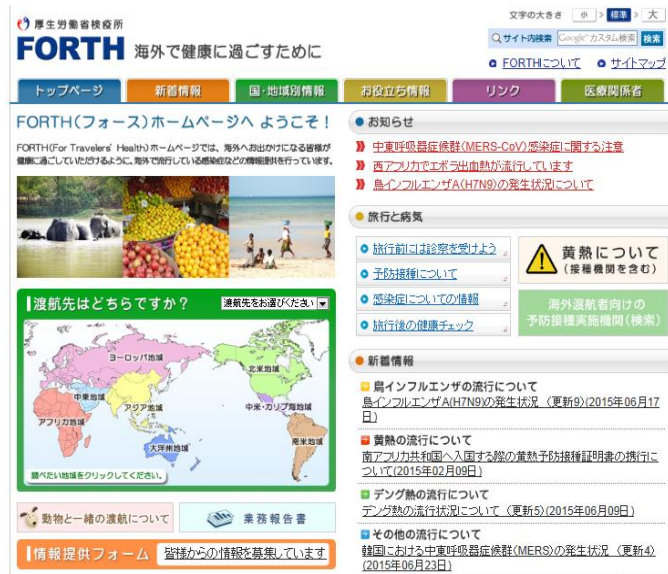 厚生労働省検疫所
FORTH 海外で健康に過ごすために
文字の大きさ 小 > 標準 > 大
サイト内検索 Google カスタム検索 検索
FORTHについて サイトマップ
トップページ 新着情報 国・地域別情報 お役立ち情報 リンク 医療関係者
FORTH(フォース)ホームページへ ようこそ!
FORTH(For Travelers' Health)ホームページでは、海外へお出かけになる皆様が
健康に過ごしていただけるように、海外で流行している感染症などの情報提供を行っています。
渡航先はどちらですか? 渡航先をお選びください
ヨーロッパ地域
北米地域
中東地域
アジア地域
中米・カリブ海地域
アフリカ地域
大洋州地域
南米地域
調べたい地域をクリックしてください。
動物と一緒の渡航について 業務報告書
情報提供フォーム 皆様からの情報を募集しています
お知らせ
中東呼吸器症候群(MERS-CoV)感染症に関する注意
西アフリカでエボラ出血熱が流行しています
鳥インフルエンザA(H7N9)の発生状況について
旅行と病気
旅行前には診察を受けよう
予防接種について
感染症についての情報
旅行後の健康チェック
黄熱について
(接種機関を含む)
海外渡航者向けの
予防接種実施機関(検索)
新着情報
鳥インフルエンザの流行について
鳥インフルエンザA(H7N9)の発生状況 (更新9)(2015年06月17
日)
黄熱の流行について
南アフリカ共和国へ入国する際の黄熱予防接種証明書の携行に
ついて(2015年02月09日)
デング熱の流行について
デング熱の流行状況について (更新5)(2015年06月09日)
その他の流行について
韓国における中東呼吸器症候群(MERS)の発生状況 (更新4)
(2015年06月23日)